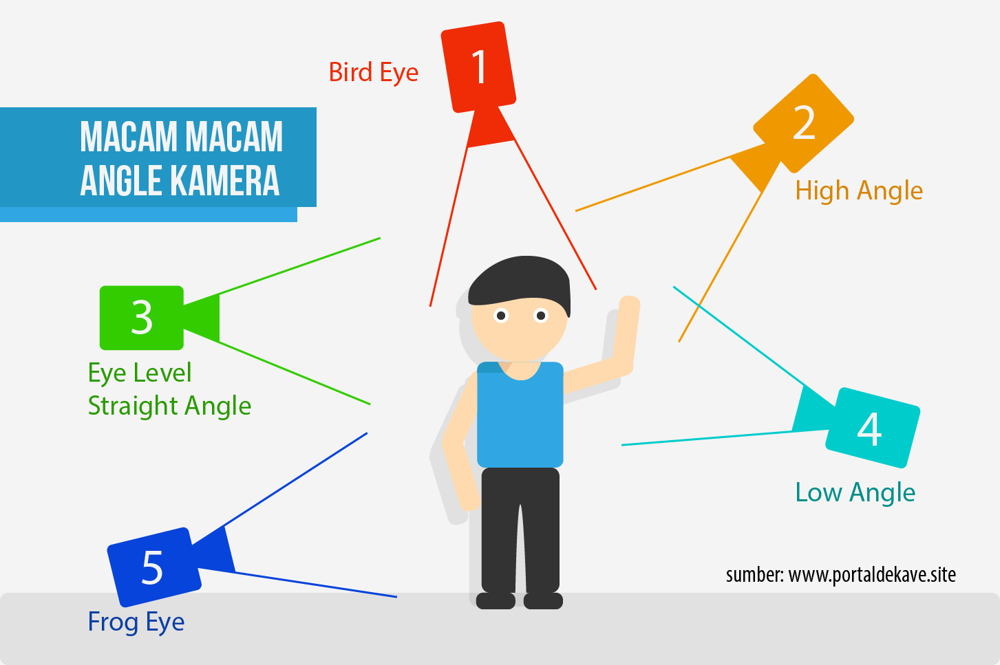 MACAM MACAM
ANGLE KAMERA
Bird Eye
1
2
High Angle
3
Eye Level
Straight Angle
4
Low Angle
5
Frog Eye
sumber: www.portaldekave.site